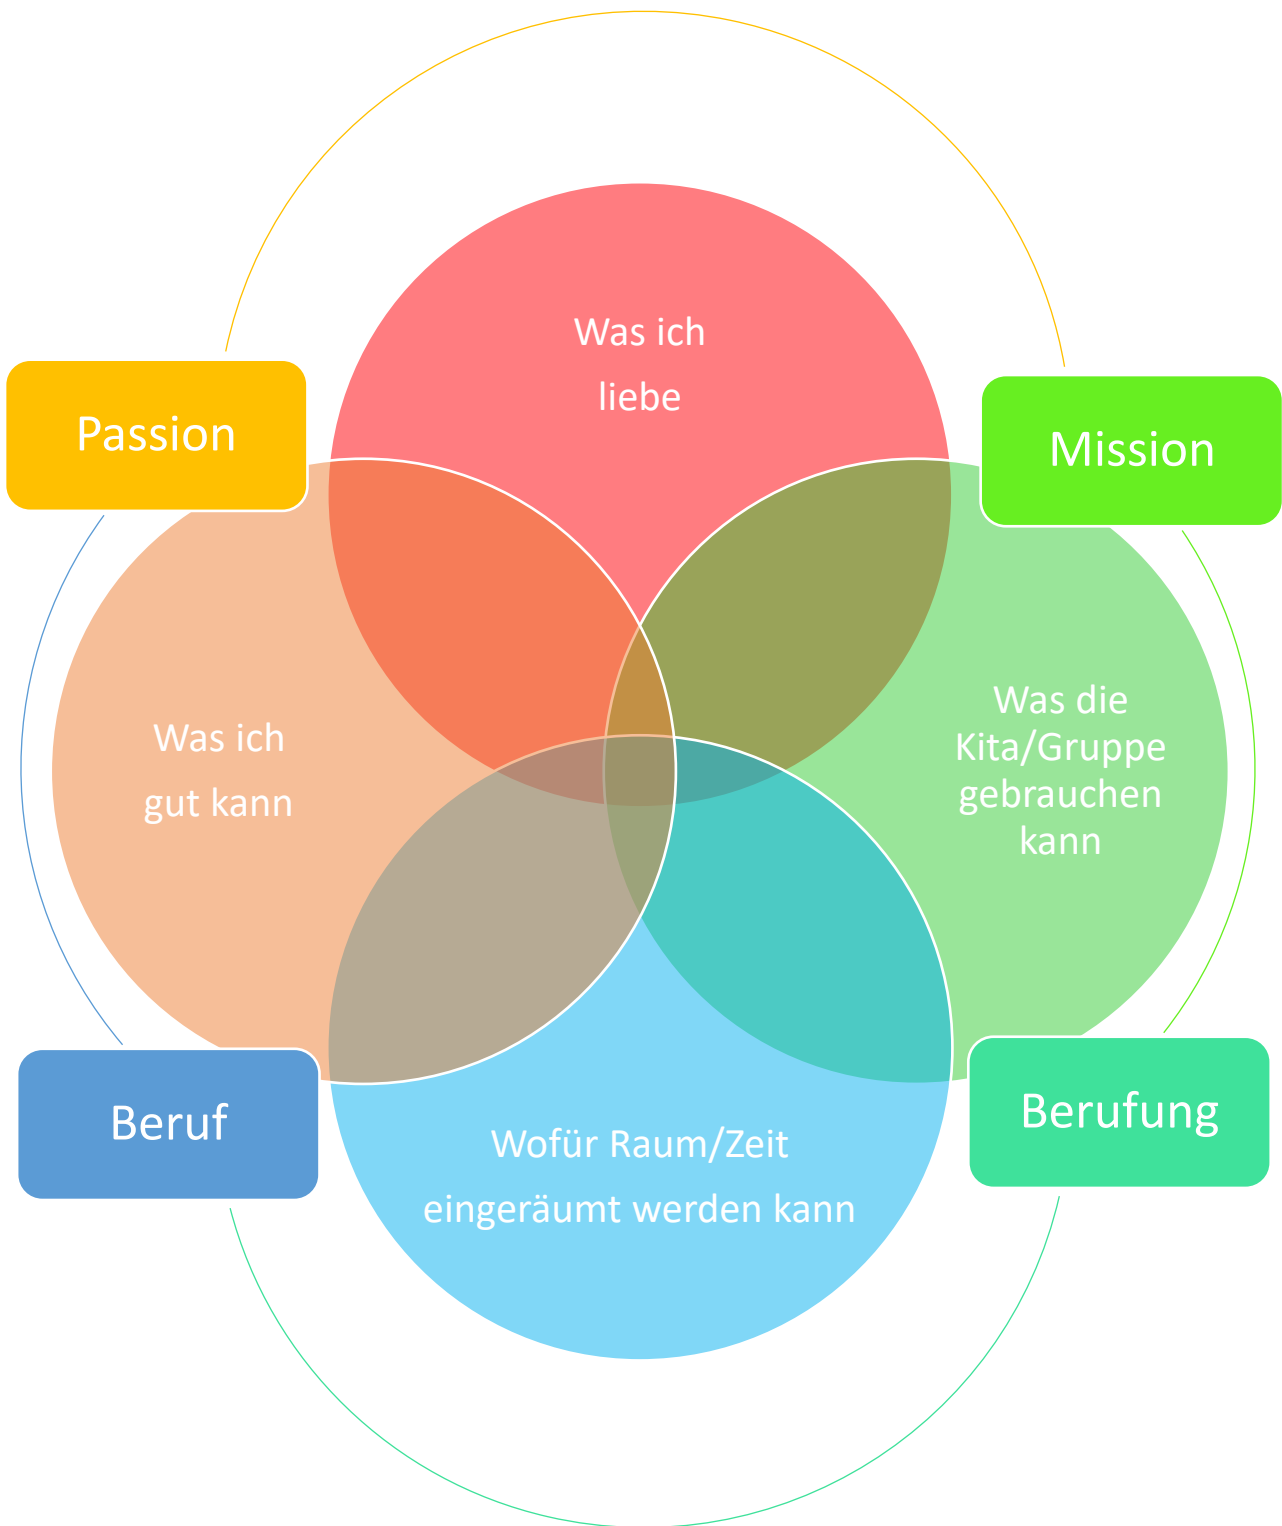 Was ich
liebe
Passion
Mission
Was ich
gut kann
Was die
Kita/Gruppe
gebrauchen
kann
Beruf
Berufung
Wofür Raum/Zeit
eingeräumt werden kann